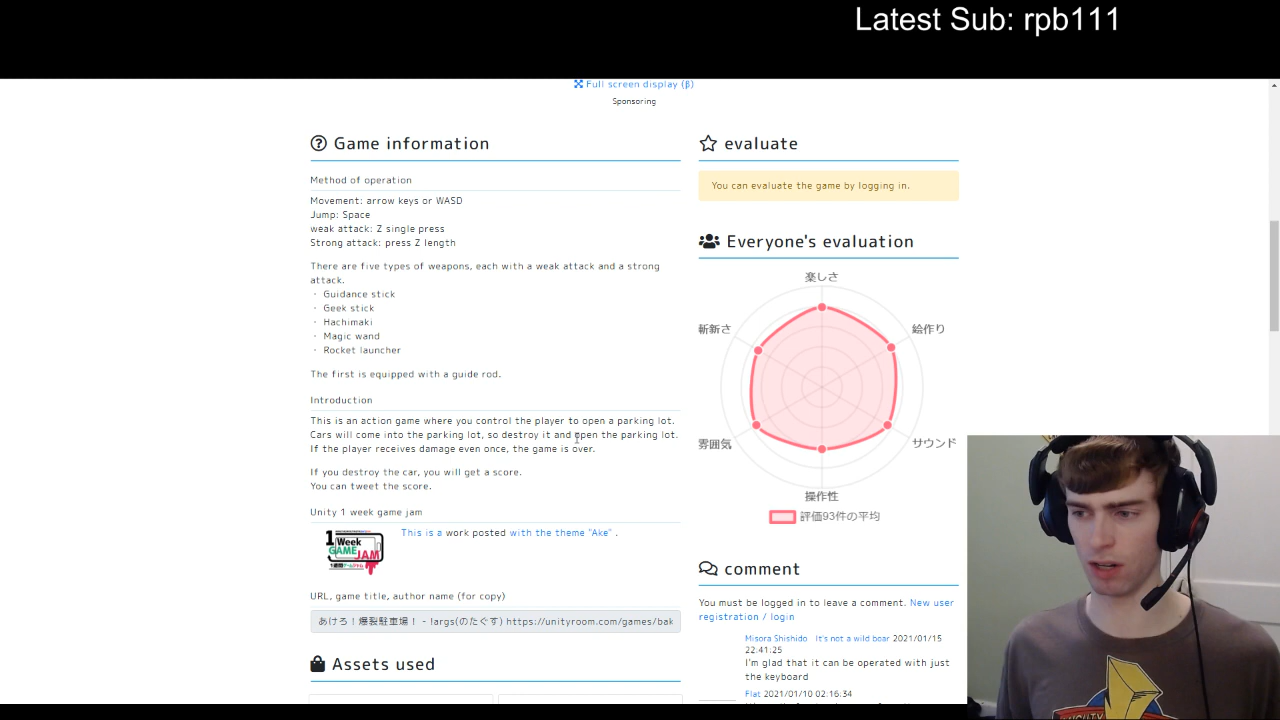 Latest Sub: rpb111
Full screen display (β)
Sponsoring
Game information
Method of operation
Movement: arrow keys or WASD
Jump: Space
weak attack: Z single press
Strong attack: press Z length
There are five types of weapons, each with a weak attack and a strong
attack.
・ Guidance stick
・ Geek stick
・ Hachimaki
・ Magic wand
・ Rocket launcher
The first is equipped with a guide rod.
Introduction
This is an action game where you control the player to open a parking lot.
Cars will come into the parking lot, so destroy it and open the parking lot.
If the player receives damage even once, the game is over.
If you destroy the car, you will get a score.
You can tweet the score.
Unity 1 week game jam
1 Week
GAME
JAM
This is a work posted with the theme "Ake" .
URL, game title, author name (for copy)
あけろ！爆裂駐車場！ - !args(のたぐす) https://unityroom.com/games/bak
Assets used
evaluate
You can evaluate the game by logging in.
Everyone's evaluation
楽しさ
斬新さ
絵作り
雰囲気
サウンド
操作性
評価93件の平均
comment
You must be logged in to leave a comment. New user
registration / login
Misora Shishido It's not a wild boar 2021/01/15
22:41:25
I'm glad that it can be operated with just
the keyboard
Flat 2021/01/10 02:16:34